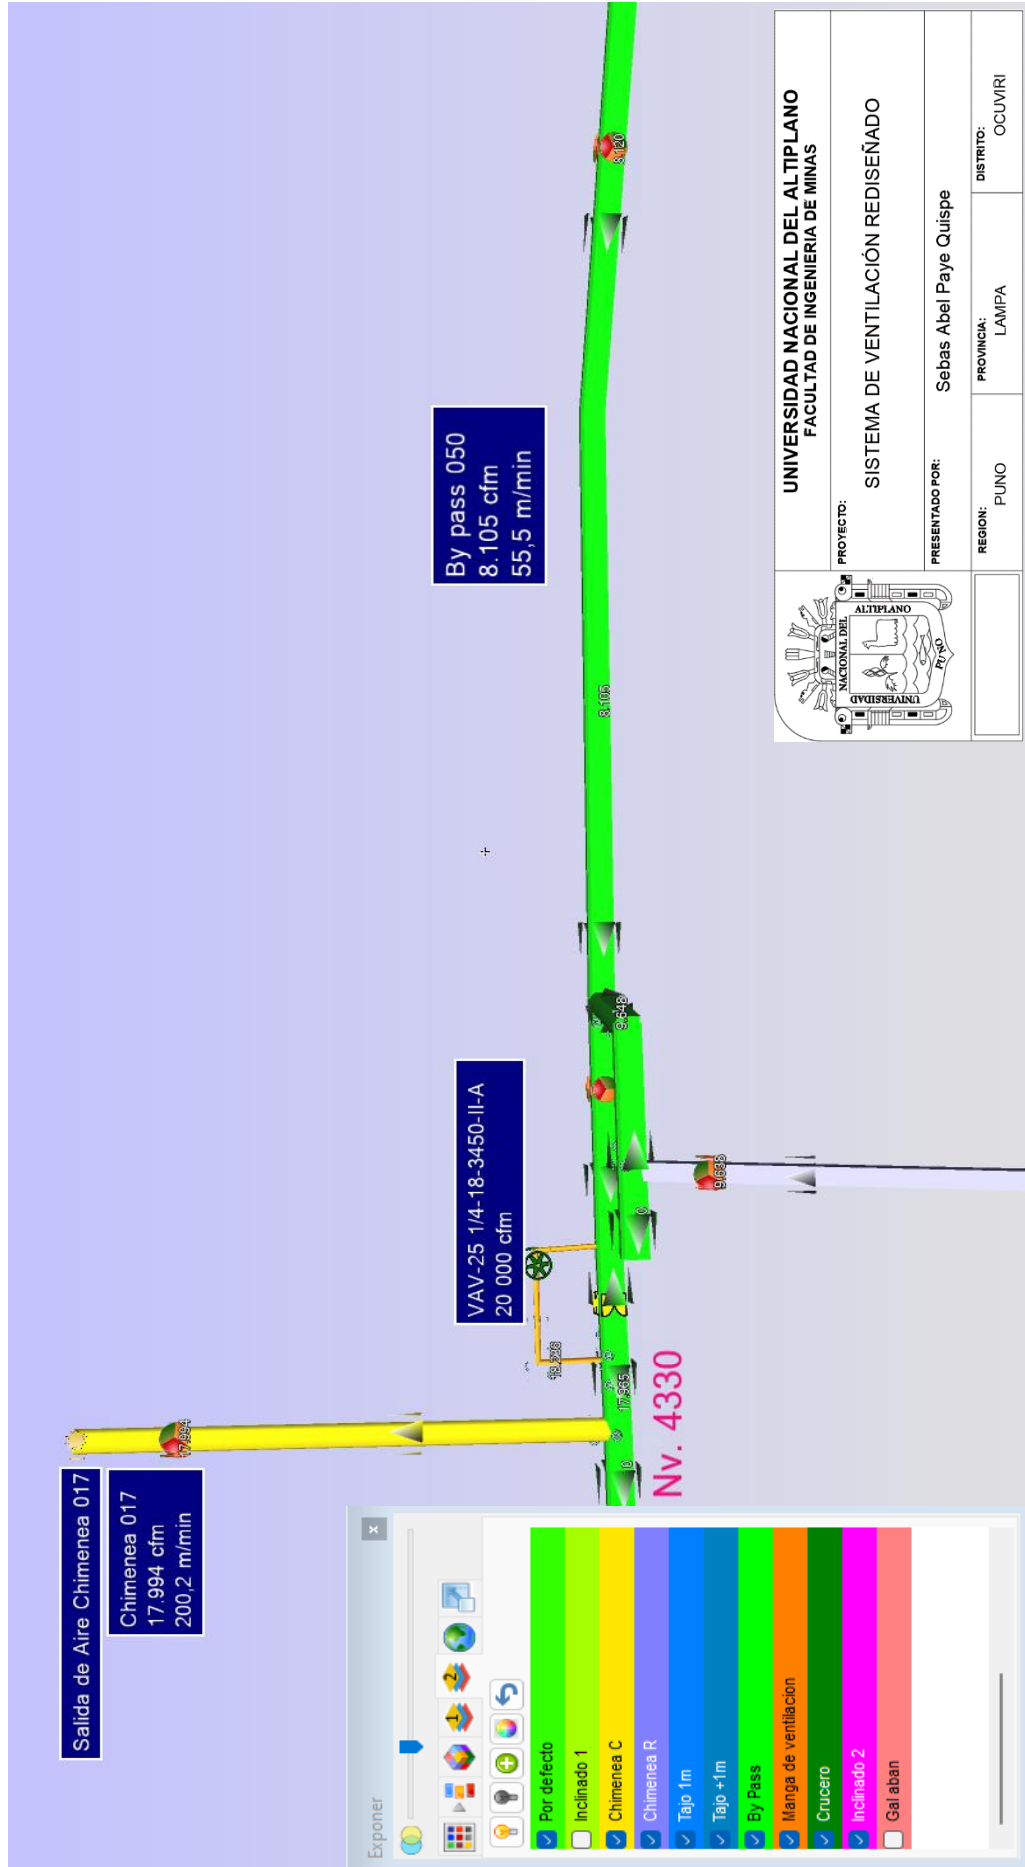 Salida de Aire Chimenea 017
Chimenea 017
17.994 cfm
200,2 m/min
17.994
VAV-25 1/4-18-3450-II-A
20 000 cfm
By pass 050
8.105 cfm
55,5 m/min
8.120
8.105
9.648
9.638
0
17.965
0
Nv. 4330
Exponer
x
1
2
Por defecto
Inclinado 1
Chimenea C
Chimenea R
Tajo 1m
Tajo +1m
By Pass
Manga de ventilacion
Crucero
Inclinado 2
Gal aban
UNIVERSIDAD NACIONAL DEL ALTIPLANO
FACULTAD DE INGENIERIA DE MINAS
PROYECTO:
SISTEMA DE VENTILACIÓN REDISEÑADO
PRESENTADO POR:
Sebas Abel Paye Quispe
REGION:
PUNO
PROVINCIA:
LAMPA
DISTRITO:
OCUVIRI
UNIVERSIDAD
NACIONAL DEL
ALTIPLANO
PUNO